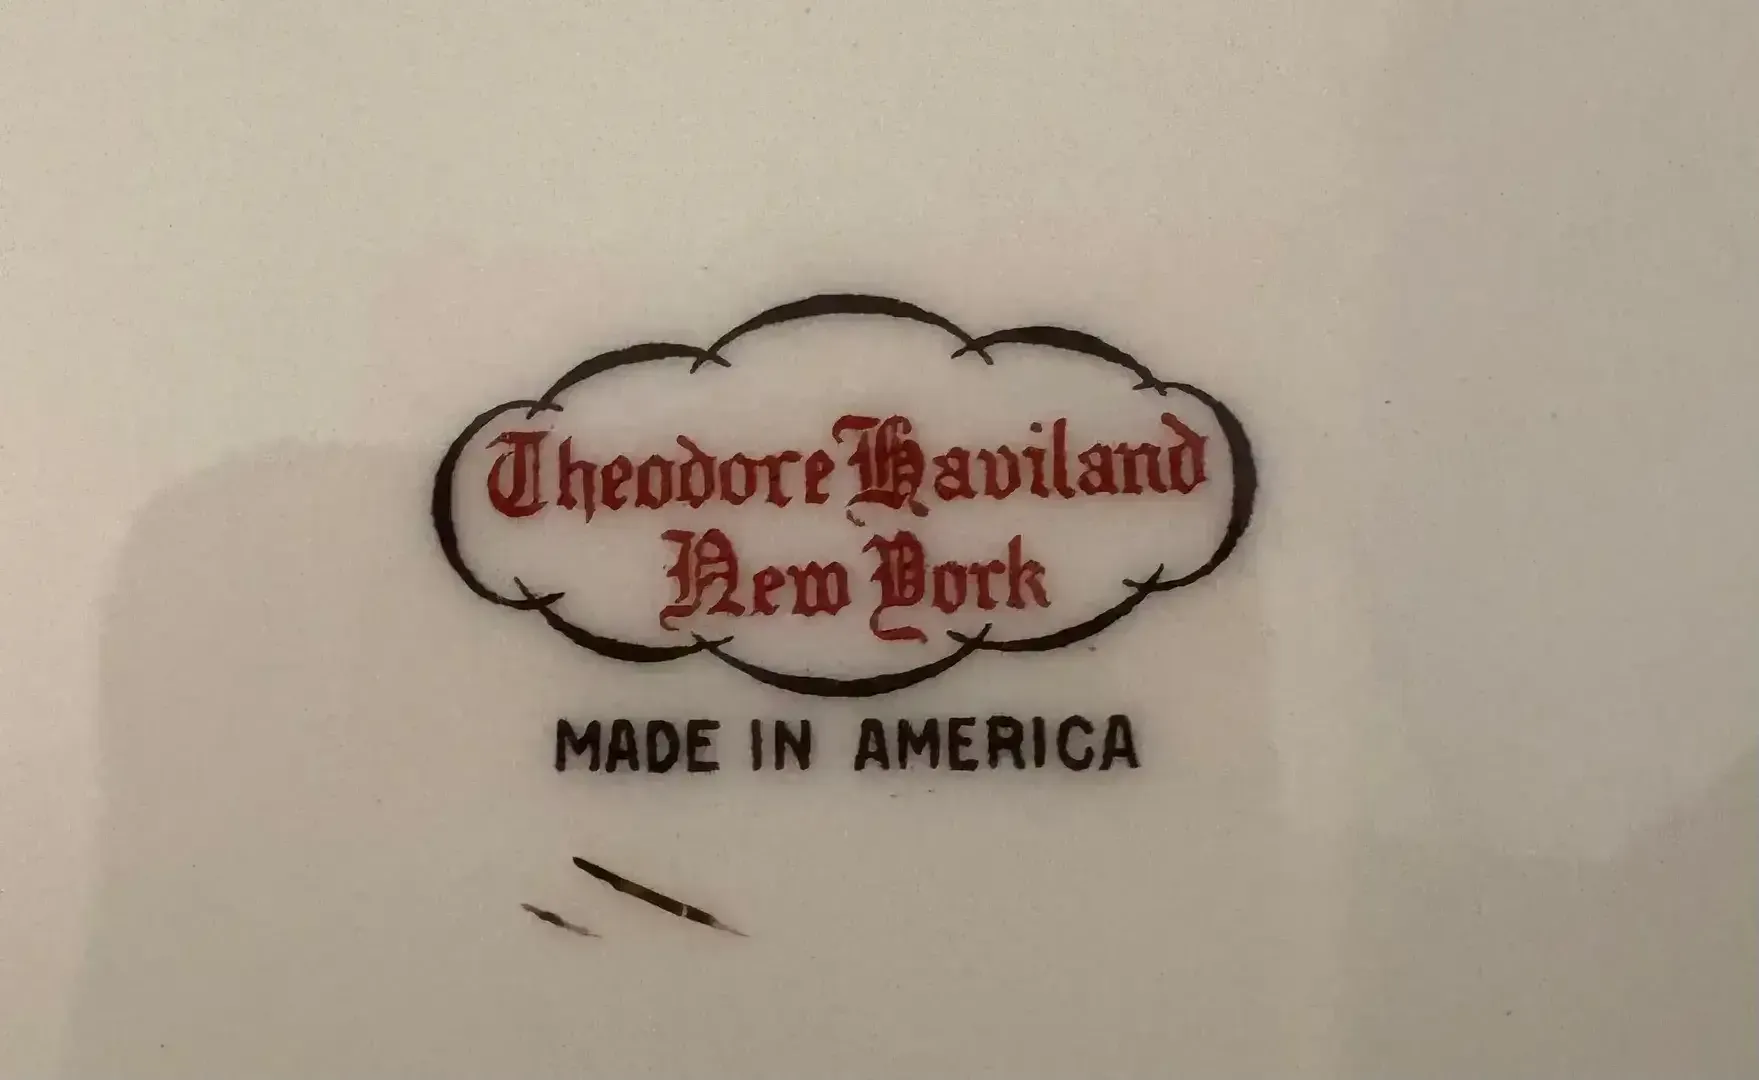 Theodore Haviland
New York
MADE IN AMERICA